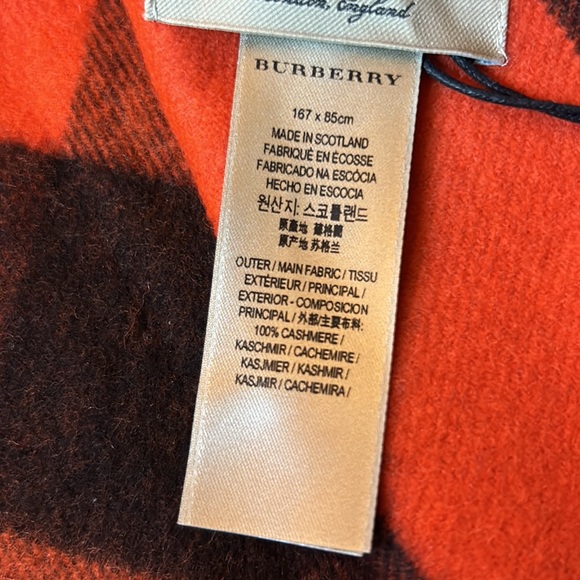 London, England
BURBERRY
167 x 85cm
MADE IN SCOTLAND
FABRIQUÉ EN ÉCOSSE
FABRICADO NA ESCÓCIA
HECHO EN ESCOCIA
원산지: 스코틀랜드
原產地 蘇格蘭
原产地 苏格兰
OUTER / MAIN FABRIC / TISSU
EXTÉRIEUR / PRINCIPAL /
EXTERIOR - COMPOSICION
PRINCIPAL / 外部/主要布料:
100% CASHMERE /
KASCHMIR / CACHEMIRE /
KASJMIER / KASHMIR /
KASJMIR / CACHEMIRA /